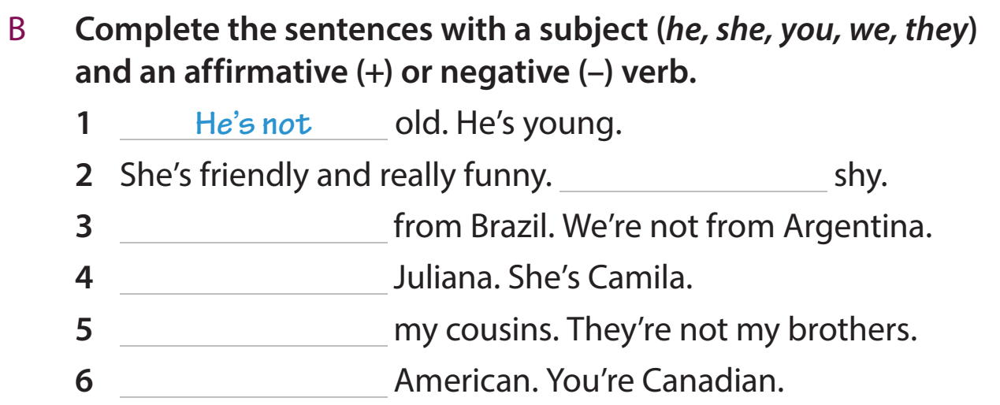 B Complete the sentences with a subject (he, she, you, we, they)
and an affirmative (+) or negative (–) verb.
1 He’s not old. He’s young.
2 She’s friendly and really funny. ____________ shy.
3 ____________ from Brazil. We’re not from Argentina.
4 ____________ Juliana. She’s Camila.
5 ____________ my cousins. They’re not my brothers.
6 ____________ American. You’re Canadian.